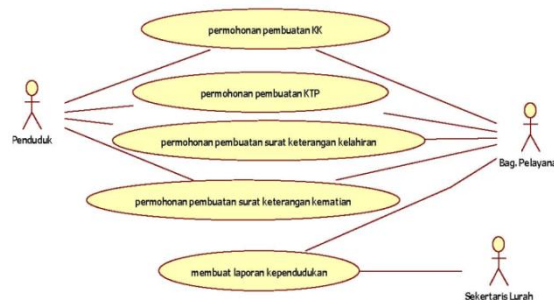 permohonan pembuatan KK
permohonan pembuatan KTP
Penduduk
permohonan pembuatan surat keterangan kelahiran
Bag. Pelayana
permohonan pembuatan surat keterangan kematian
membuat laporan kependudukan
Sekertaris Lurah